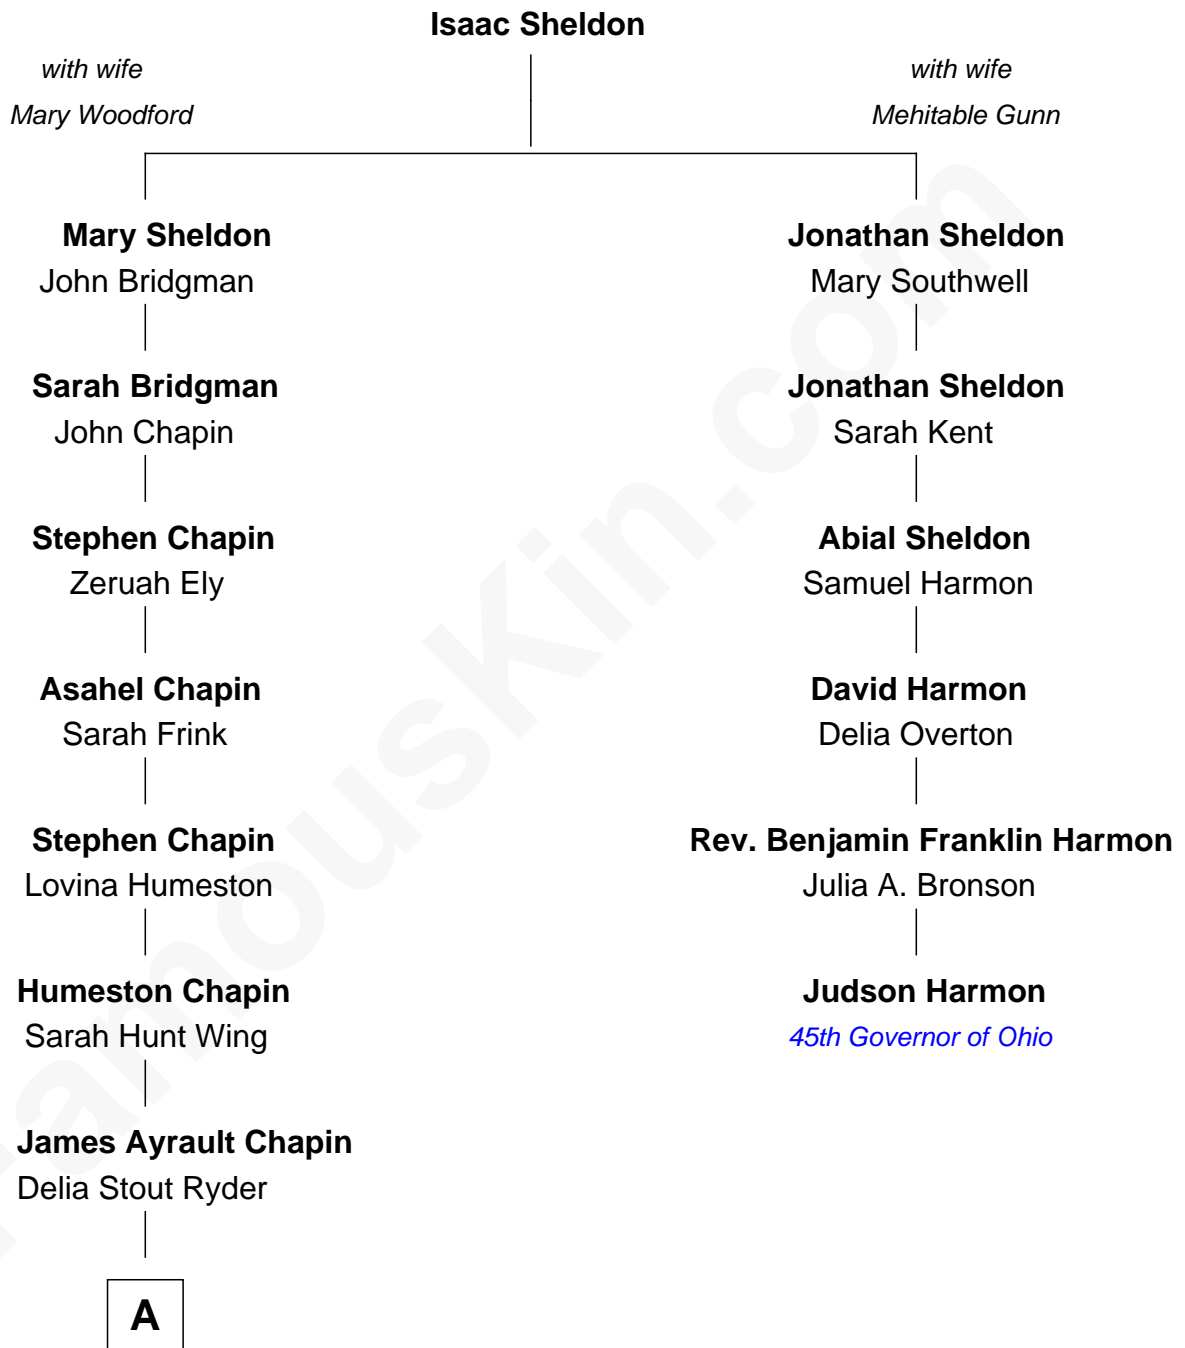 Isaac Sheldon
with wife
Mary Woodford
with wife
Mehitable Gunn
Mary Sheldon
John Bridgman
Jonathan Sheldon
Mary Southwell
Sarah Bridgman
John Chapin
Jonathan Sheldon
Sarah Kent
Stephen Chapin
Zeruah Ely
Abial Sheldon
Samuel Harmon
Asahel Chapin
Sarah Frink
David Harmon
Delia Overton
Stephen Chapin
Lovina Humeston
Rev. Benjamin Franklin Harmon
Julia A. Bronson
Humeston Chapin
Sarah Hunt Wing
Judson Harmon
45th Governor of Ohio
James Ayrault Chapin
Delia Stout Ryder
A
FamousKin.com